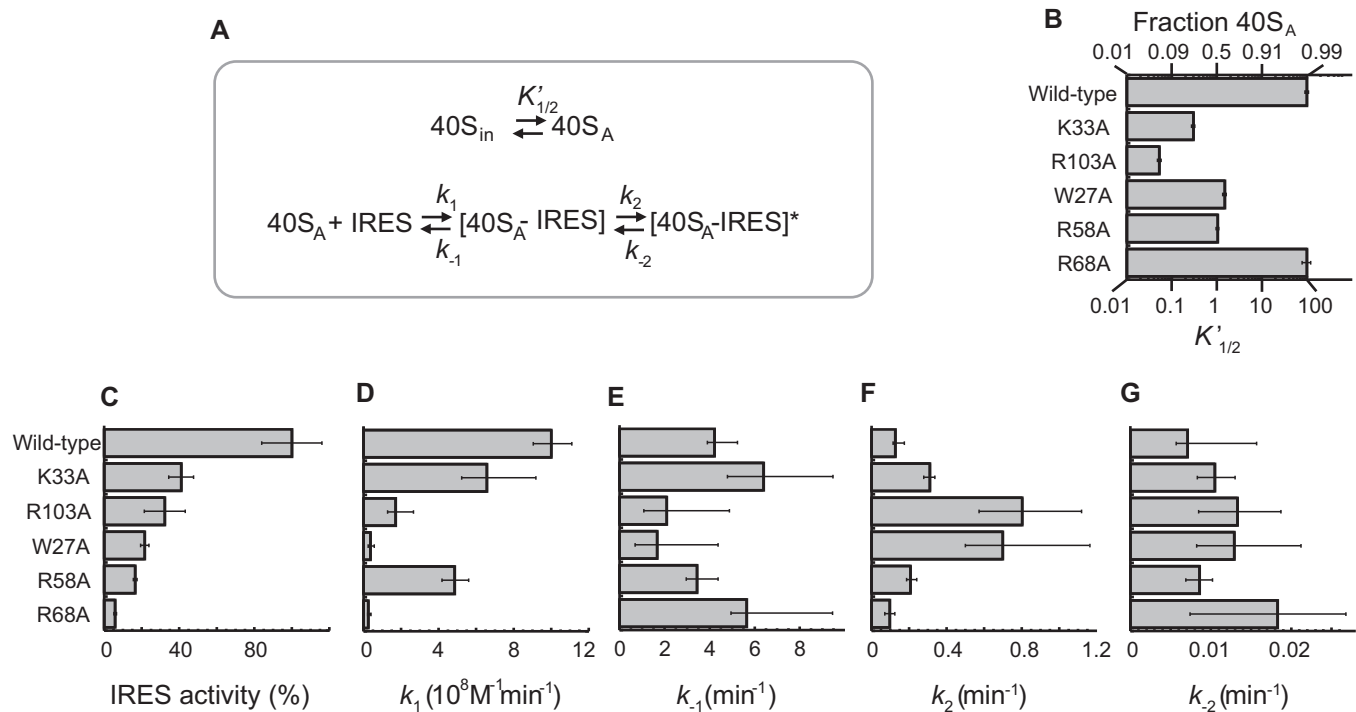 A
K'1/2
40Sin 40SA
k1 k2
40SA + IRES [40SA- IRES] [40SA-IRES]*
k-1 k-2
B
Fraction 40SA
0.01 0.09 0.5 0.91 0.99
Wild-type
K33A
R103A
W27A
R58A
R68A
0.01 0.1 1 10 100
K'1/2
C D E F G
Wild-type
K33A
R103A
W27A
R58A
R68A
0 40 80 0 4 8 12 0 2 4 6 8 0 0.4 0.8 1.2 0 0.01 0.02
IRES activity (%) k1 (10⁸M⁻¹min⁻¹) k-1(min⁻¹) k2 (min⁻¹) k-2 (min⁻¹)